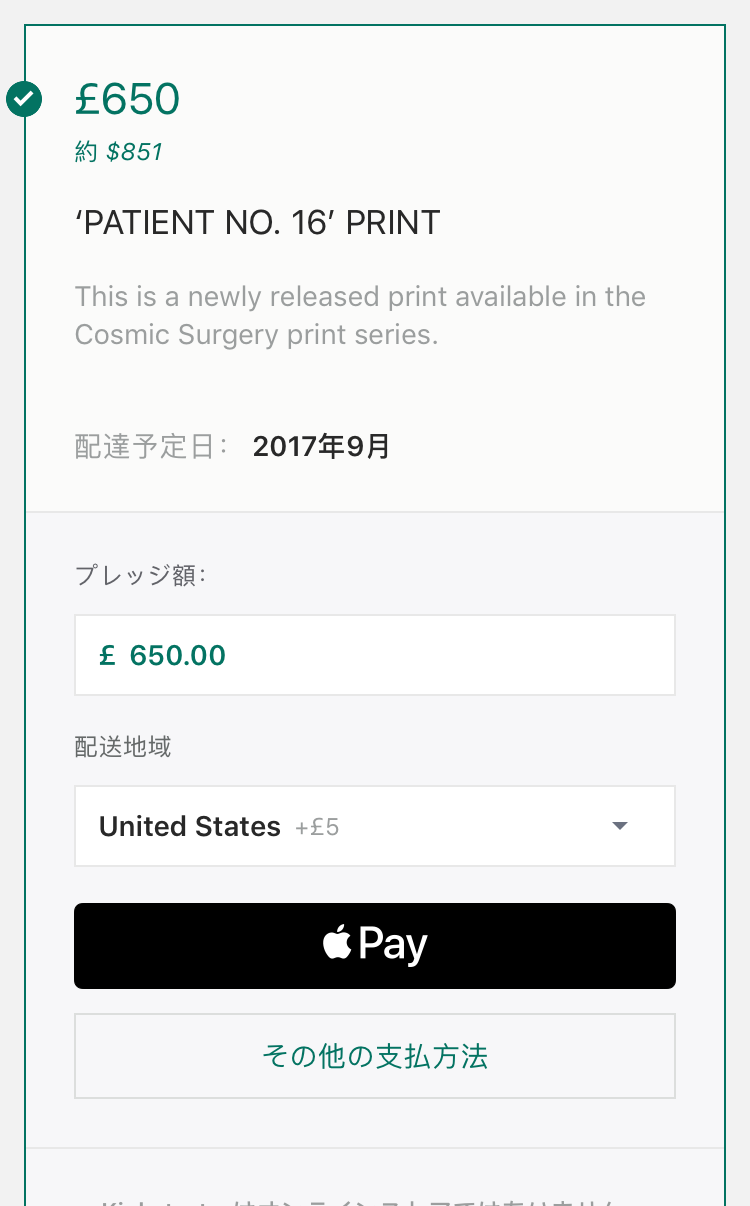 £650
約 $851
‘PATIENT NO. 16’ PRINT
This is a newly released print available in the
Cosmic Surgery print series.
配達予定日： 2017年9月
プレッジ額：
£ 650.00
配送地域
United States +£5
Pay
その他の支払方法